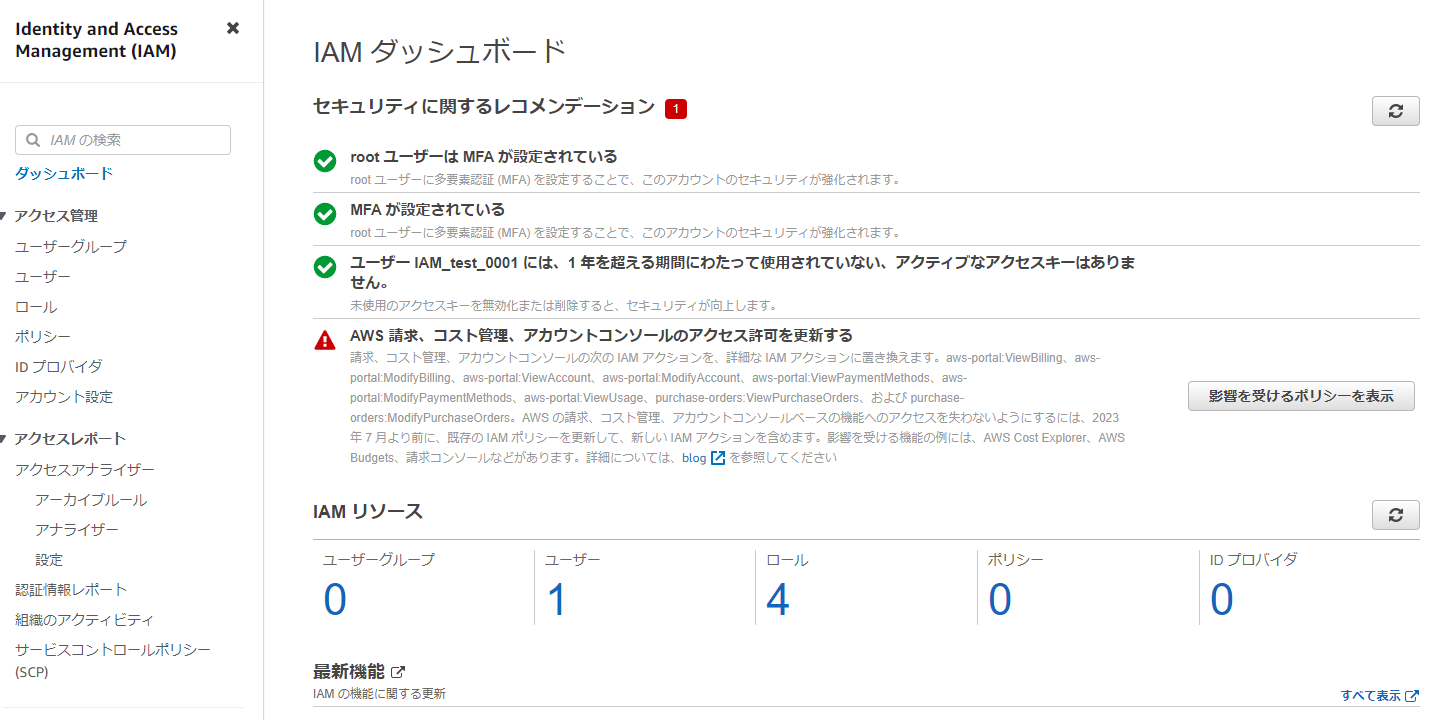 Identity and Access
Management (IAM)
IAM の検索
ダッシュボード
アクセス管理
ユーザーグループ
ユーザー
ロール
ポリシー
ID プロバイダ
アカウント設定
アクセスレポート
アクセスアナライザー
アーカイブルール
アナライザー
設定
認証情報レポート
組織のアクティビティ
サービスコントロールポリシー
(SCP)
IAM ダッシュボード
セキュリティに関するレコメンデーション 1
root ユーザーは MFA が設定されている
root ユーザーに多要素認証 (MFA) を設定することで、このアカウントのセキュリティが強化されます。
MFA が設定されている
root ユーザーに多要素認証 (MFA) を設定することで、このアカウントのセキュリティが強化されます。
ユーザー IAM_test_0001 には、1 年を超える期間にわたって使用されていない、アクティブなアクセスキーはありま
せん。
未使用のアクセスキーを無効化または削除すると、セキュリティが向上します。
AWS 請求、コスト管理、アカウントコンソールのアクセス許可を更新する
請求、コスト管理、アカウントコンソールの次の IAM アクションを、詳細な IAM アクションに置き換えます。aws-portal:ViewBilling、aws-
portal:ModifyBilling、aws-portal:ViewAccount、aws-portal:ModifyAccount、aws-portal:ViewPaymentMethods、aws-
portal:ModifyPaymentMethods、aws-portal:ViewUsage、purchase-orders:ViewPurchaseOrders、および purchase-
orders:ModifyPurchaseOrders。AWS の請求、コスト管理、アカウントコンソールベースの機能へのアクセスを失わないようにするには、2023
年 7 月より前に、既存の IAM ポリシーを更新して、新しい IAM アクションを含めます。影響を受ける機能の例には、AWS Cost Explorer、AWS
Budgets、請求コンソールなどがあります。詳細については、blog を参照してください
影響を受けるポリシーを表示
IAM リソース
ユーザーグループ
0
ユーザー
1
ロール
4
ポリシー
0
ID プロバイダ
0
最新機能
IAM の機能に関する更新
すべて表示